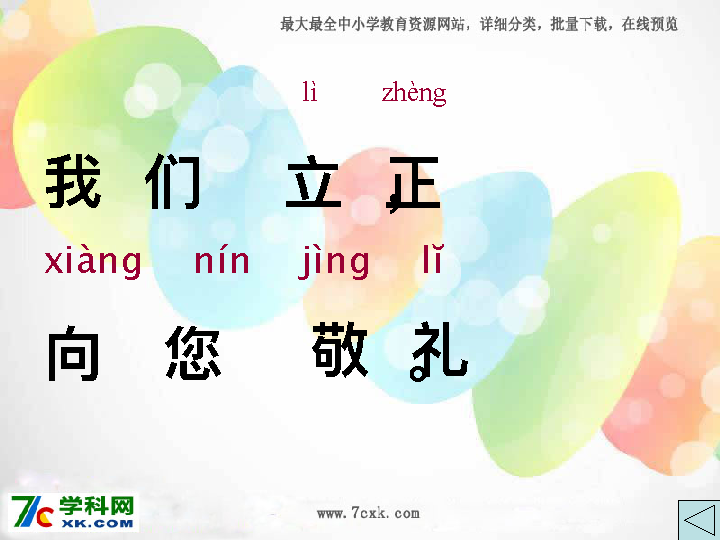 最大最全中小学教育资源网站，详细分类，批量下载，在线预览
lì zhèng
我 们 立 正，
xiàng nín jìng lǐ
向 您 敬 礼。
7C 学科网
XK.COM
www.7cxk.com